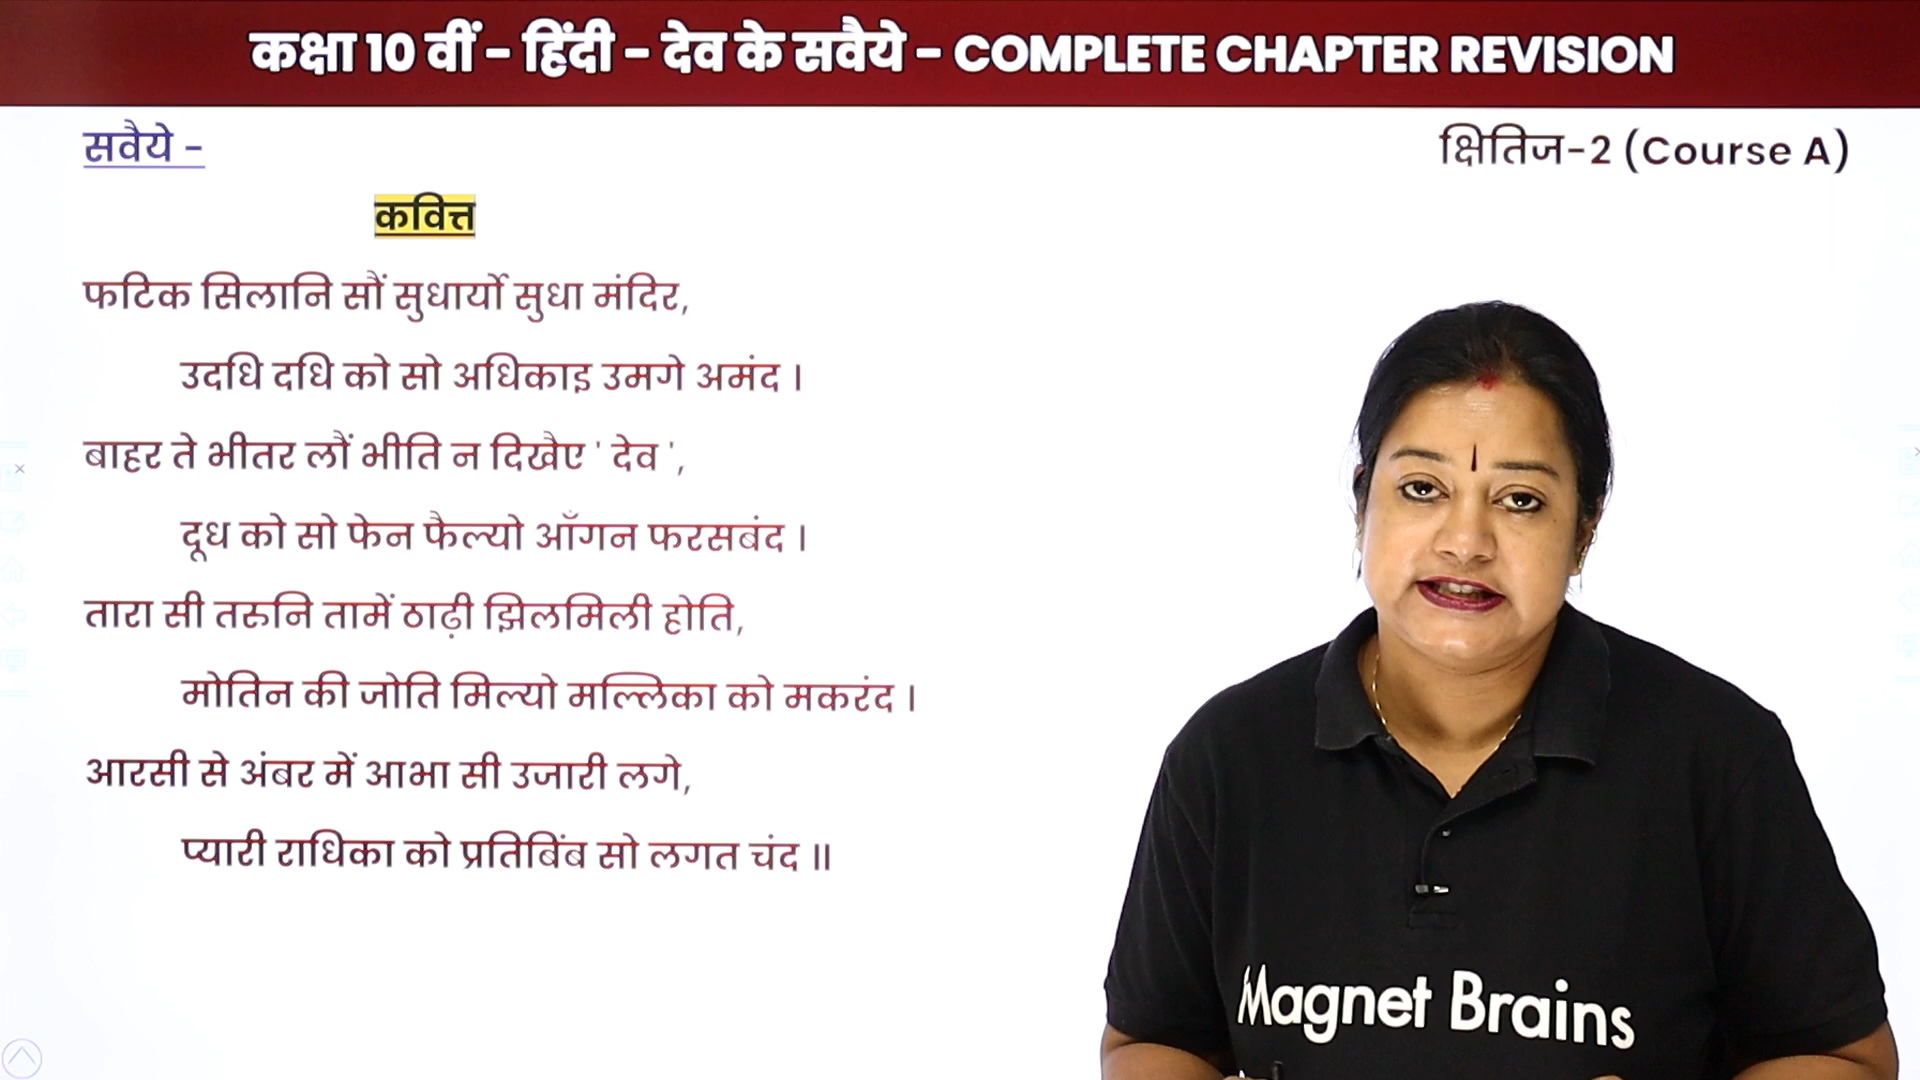 कक्षा 10 वीं - हिंदी - देव के सवैये - COMPLETE CHAPTER REVISION
सवैये -
क्षितिज-2 (Course A)
कवित्त
फटिक सिलानि सौं सुधार्यौ सुधा मंदिर,
उदधि दधि को सो अधिकाइ उमगे अमंद ।
बाहर ते भीतर लौं भीति न दिखैए ' देव ',
दूध को सो फेन फैल्यो आँगन फरसबंद ।
तारा सी तरुनि तामें ठाढ़ी झिलमिली होति,
मोतिन की जोति मिल्यो मल्लिका को मकरंद ।
आरसी से अंबर में आभा सी उजारी लगे,
प्यारी राधिका को प्रतिबिंब सो लगत चंद ॥
Magnet Brains